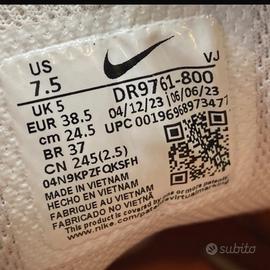 US
7.5
VJ
UK 5
EUR 38.5
cm 24.5
BR 37
CN 245(2.5)
DR9761-800
04/12/23 06/06/23
UPC 00196968973477
04N9KPZFQKSFH
MADE IN VIETNAM
HECHO EN VIETNAM
FABRIQUE AU VIETNAM
FABRICADO NO VIETNÃ
subito